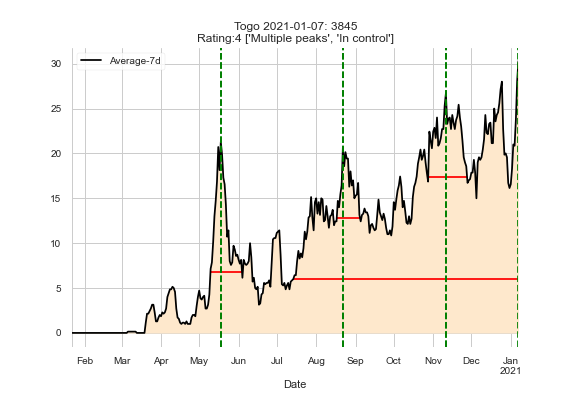 Togo 2021-01-07: 3845
Rating:4 ['Multiple peaks', 'In control']
Average-7d
30
25
20
15
10
5
0
Feb Mar Apr May Jun Jul Aug Sep Oct Nov Dec Jan
2021
Date